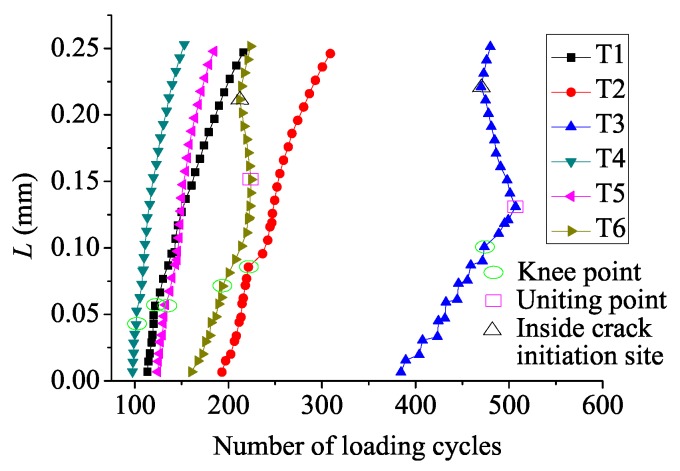 0.25
0.20
0.15
0.10
0.05
0.00
L (mm)
100
200
300
400
500
600
Number of loading cycles
T1
T2
T3
T4
T5
T6
Knee point
Uniting point
Inside crack
initiation site